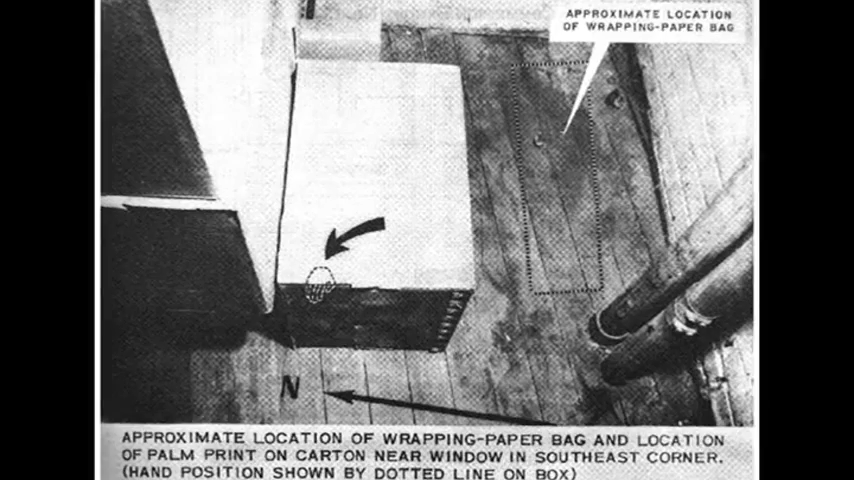 APPROXIMATE LOCATION
OF WRAPPING-PAPER BAG
N
APPROXIMATE LOCATION OF WRAPPING-PAPER BAG AND LOCATION
OF PALM PRINT ON CARTON NEAR WINDOW IN SOUTHEAST CORNER.
(HAND POSITION SHOWN BY DOTTED LINE ON BOX)